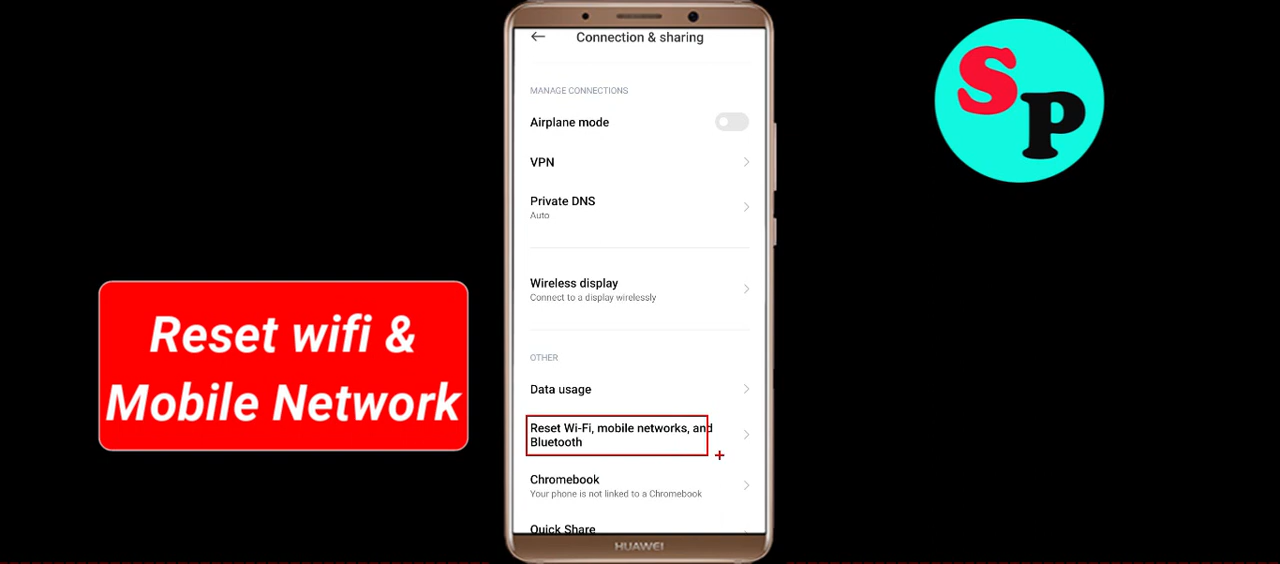 Connection & sharing
MANAGE CONNECTIONS
Airplane mode
VPN
Private DNS
Auto
Wireless display
Connect to a display wirelessly
OTHER
Data usage
Reset Wi-Fi, mobile networks, and
Bluetooth
Chromebook
Your phone is not linked to a Chromebook
Quick Share
HUAWEI
Reset wifi &
Mobile Network
SP